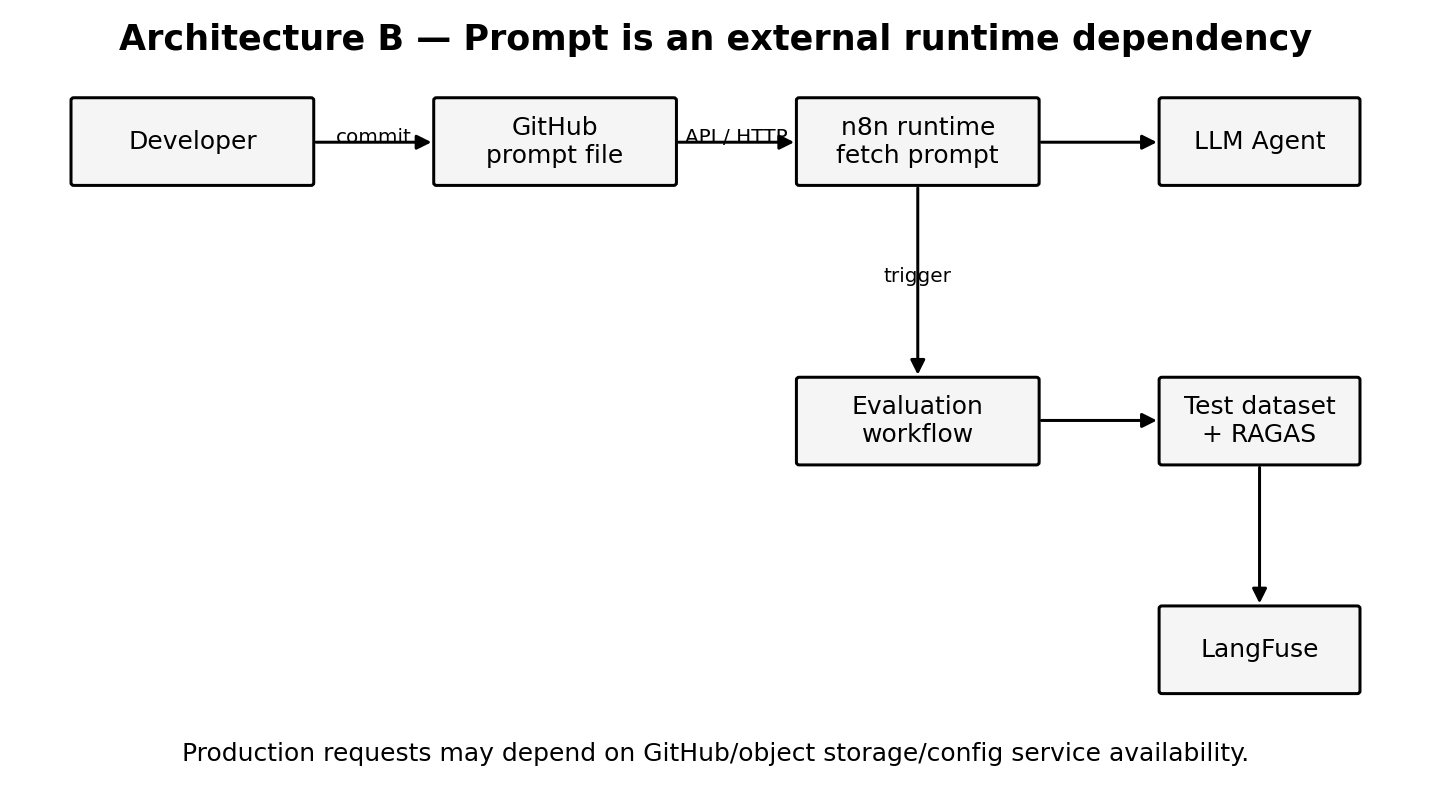 Architecture B — Prompt is an external runtime dependency
Developer
commit
GitHub
prompt file
API / HTTP
n8n runtime
fetch prompt
LLM Agent
trigger
Evaluation
workflow
Test dataset
+ RAGAS
LangFuse
Production requests may depend on GitHub/object storage/config service availability.